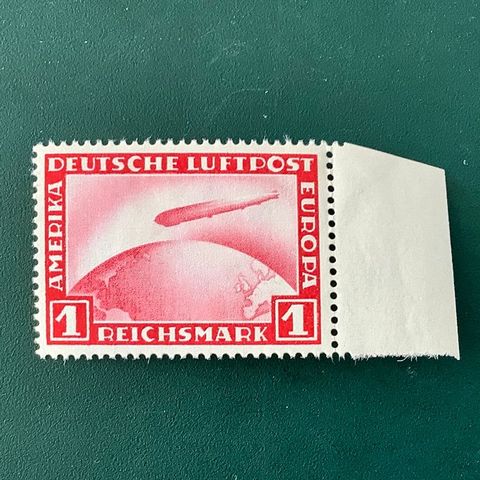 DEUTSCHE LUFTPOST
AMERIKA
EUROPA
1 REICHSMARK 1